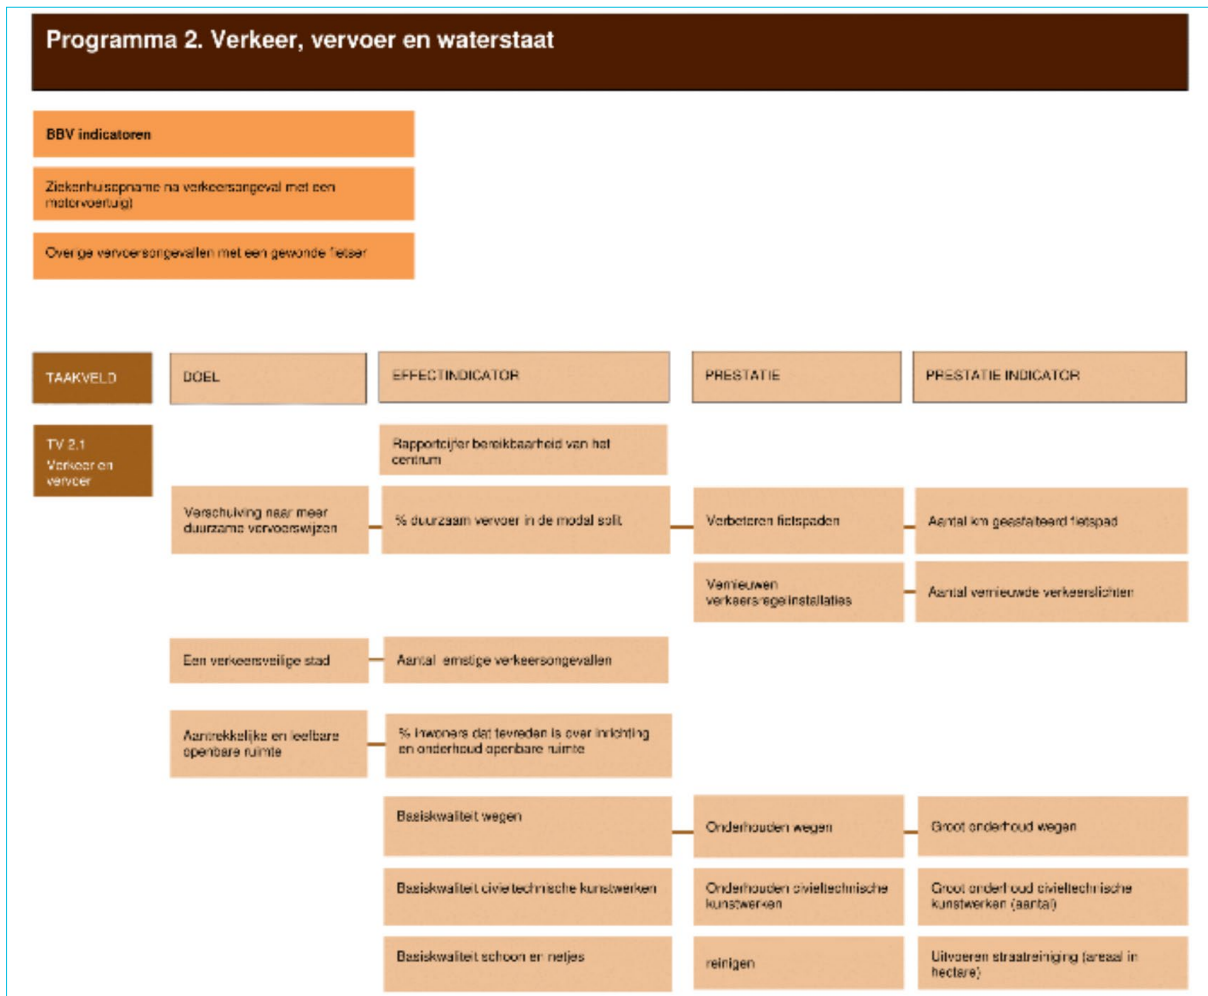 Programma 2. Verkeer, vervoer en waterstaat
BBV indicatoren
Ziekenhuisopname na verkeersongeval met een
motorvoertuig)
Overige vervoersongevallen met een gewonde fietser
TAAKVELD
DOEL
EFFECTINDICATOR
PRESTATIE
PRESTATIE INDICATOR
TV 2.1
Verkeer en
vervoer
Rapportcijfer bereikbaarheid van het
centrum
Verschuiving naar meer
duurzame vervoerswijzen
% duurzaam vervoer in de modal split
Verbeteren fietspaden
Aantal km geasfalteerd fietspad
Vernieuwen
verkeersregelinstallaties
Aantal vernieuwde verkeerslichten
Een verkeersveilige stad
Aantal ernstige verkeersongevallen
Aantrekkelijke en leefbare
openbare ruimte
% inwoners dat tevreden is over inrichting
en onderhoud openbare ruimte
Basiskwaliteit wegen
Onderhouden wegen
Groot onderhoud wegen
Basiskwaliteit civieltechnische kunstwerken
Onderhouden civieltechnische
kunstwerken
Groot onderhoud civieltechnische
kunstwerken (aantal)
Basiskwaliteit schoon en netjes
reinigen
Uitvoeren straatreiniging (areaal in
hectare)